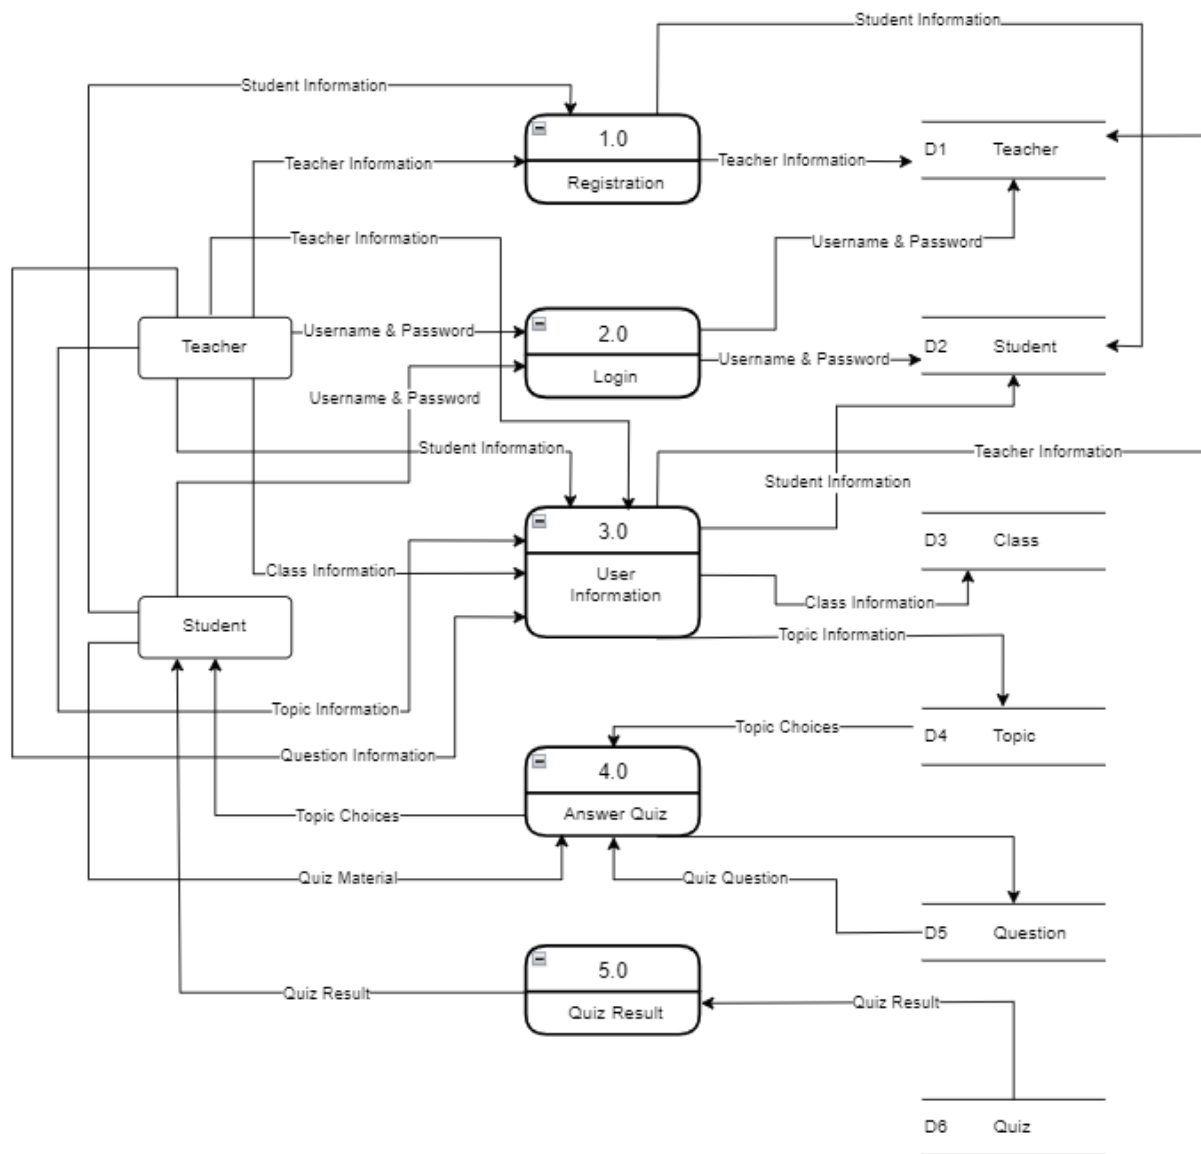 Student Information
Student Information
1.0
Registration
Teacher Information
Teacher Information
D1 Teacher
Teacher Information
Username & Password
Teacher
Username & Password
2.0
Login
Username & Password
D2 Student
Username & Password
Student Information
Teacher Information
Student Information
3.0
User
Information
D3 Class
Class Information
Class Information
Student
Topic Information
Topic Information
Topic Choices
D4 Topic
Question Information
4.0
Answer Quiz
Topic Choices
Quiz Material
Quiz Question
D5 Question
5.0
Quiz Result
Quiz Result
Quiz Result
D6 Quiz